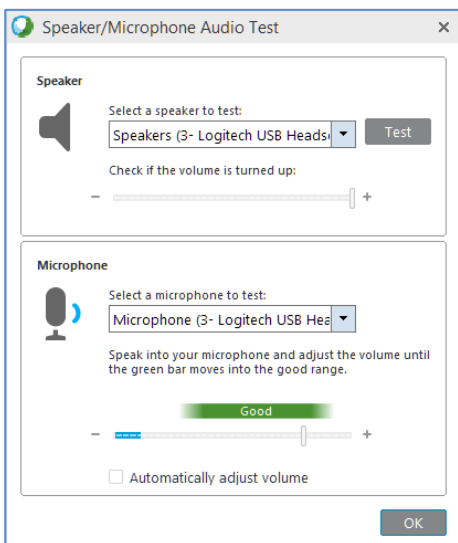 Speaker/Microphone Audio Test
Speaker
Select a speaker to test:
Speakers (3- Logitech USB Heads
Test
Check if the volume is turned up:
- +
Microphone
Select a microphone to test:
Microphone (3- Logitech USB Hea
Speak into your microphone and adjust the volume until
the green bar moves into the good range.
Good
- +
Automatically adjust volume
OK